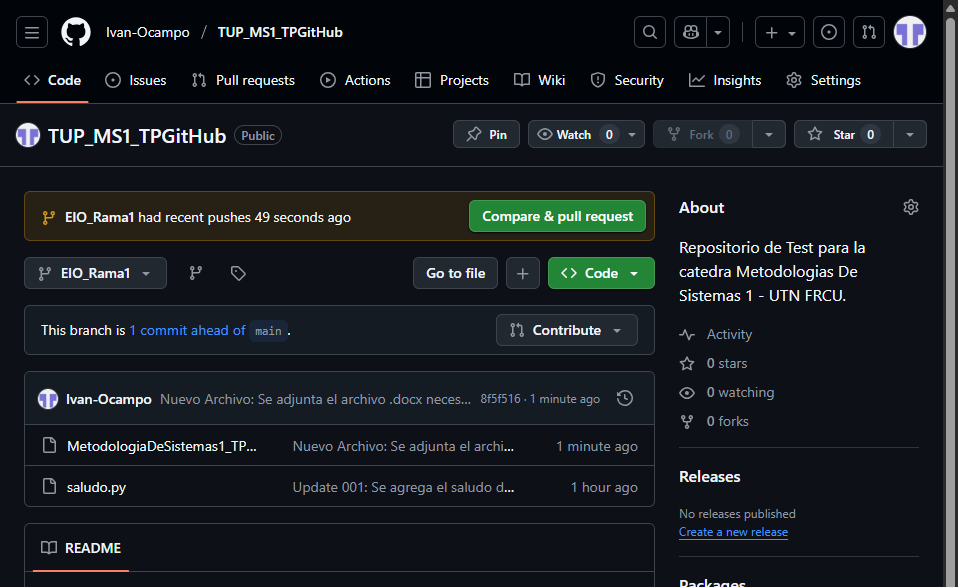 Ivan-Ocampo / TUP_MS1_TPGitHub
Code Issues Pull requests Actions Projects Wiki Security Insights Settings
TUP_MS1_TPGitHub Public Pin Watch 0 Fork 0 Star 0
EIO_Rama1 had recent pushes 49 seconds ago Compare & pull request
EIO_Rama1 Go to file Code
This branch is 1 commit ahead of main . Contribute
Ivan-Ocampo Nuevo Archivo: Se adjunta el archivo .docx neces... 8f5f516 · 1 minute ago
MetodologiaDeSistemas1_TP... Nuevo Archivo: Se adjunta el archi... 1 minute ago
saludo.py Update 001: Se agrega el saludo d... 1 hour ago
README
About
Repositorio de Test para la
catedra Metodologias De
Sistemas 1 - UTN FRCU.
Activity
0 stars
0 watching
0 forks
Releases
No releases published
Create a new release
Packages